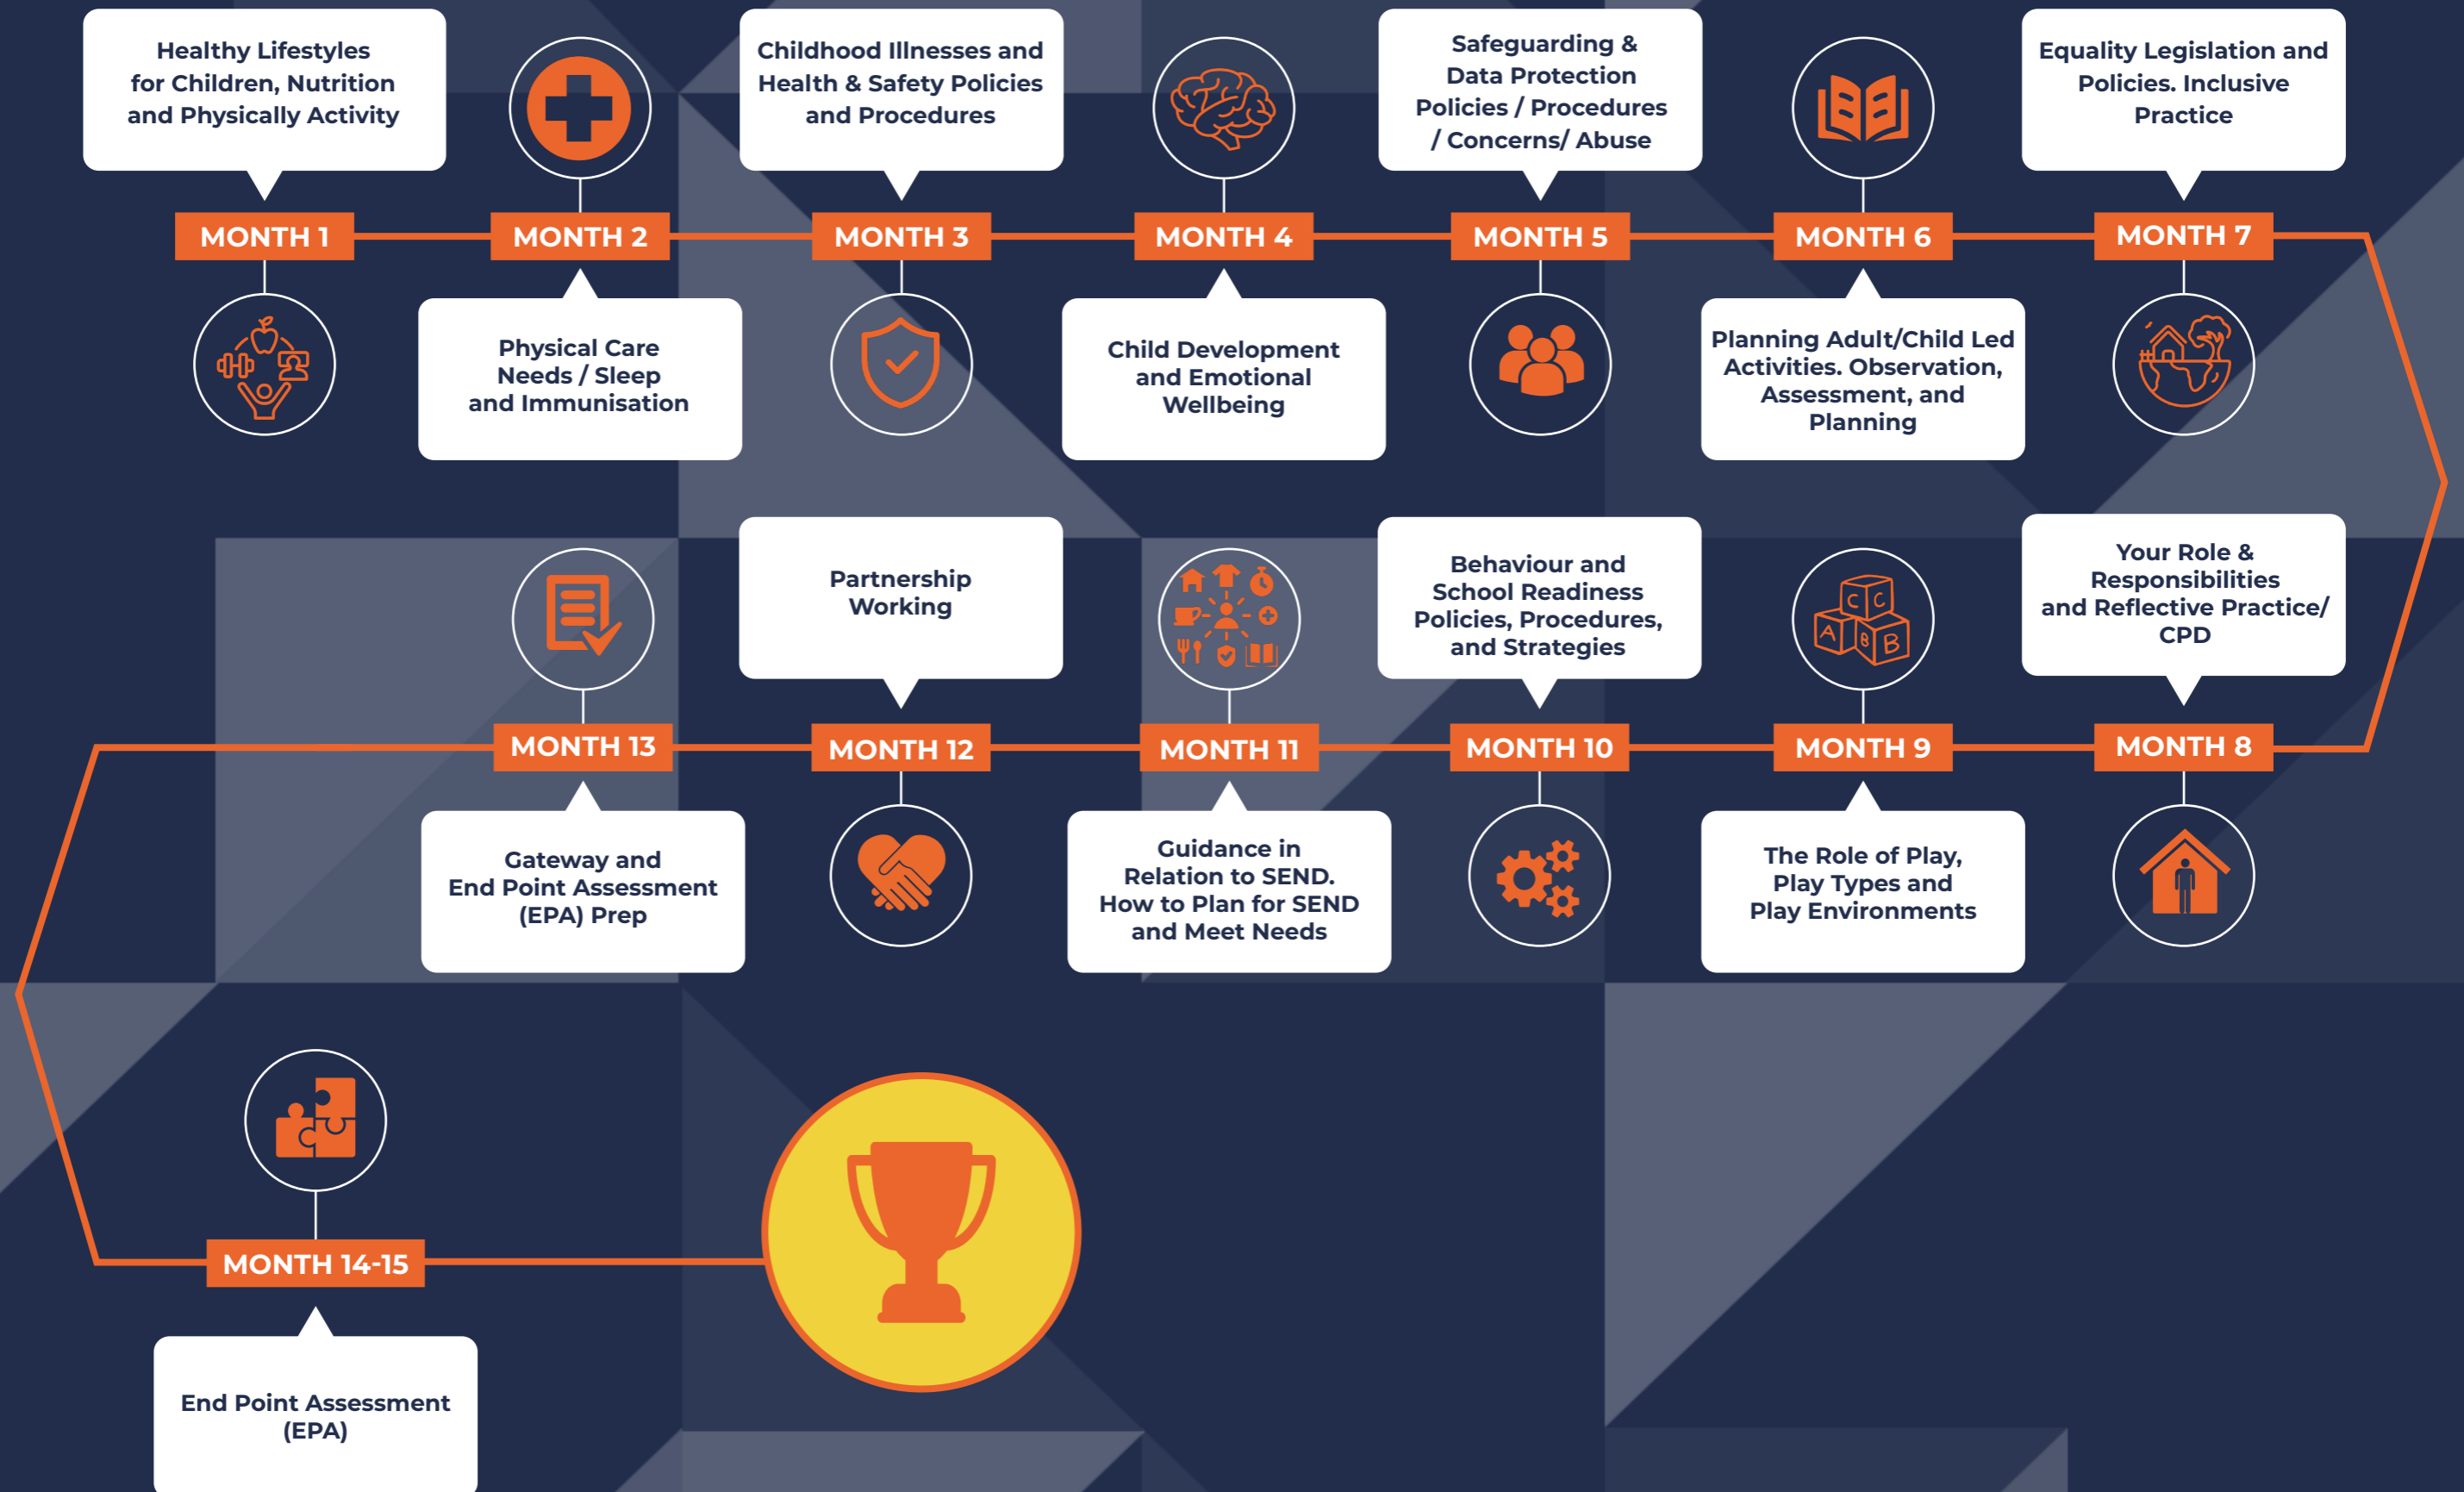 Healthy Lifestyles
for Children, Nutrition
and Physically Activity
MONTH 1
MONTH 2
Physical Care
Needs / Sleep
and Immunisation
Childhood Illnesses and
Health & Safety Policies
and Procedures
MONTH 3
MONTH 4
Child Development
and Emotional
Wellbeing
Safeguarding &
Data Protection
Policies / Procedures
/ Concerns/ Abuse
MONTH 5
MONTH 6
Planning Adult/Child Led
Activities. Observation,
Assessment, and
Planning
Equality Legislation and
Policies. Inclusive
Practice
MONTH 7
Your Role &
Responsibilities
and Reflective Practice/
CPD
MONTH 8
C C
A B B
MONTH 9
The Role of Play,
Play Types and
Play Environments
Behaviour and
School Readiness
Policies, Procedures,
and Strategies
MONTH 10
MONTH 11
Guidance in
Relation to SEND.
How to Plan for SEND
and Meet Needs
Partnership
Working
MONTH 12
MONTH 13
Gateway and
End Point Assessment
(EPA) Prep
MONTH 14-15
End Point Assessment
(EPA)